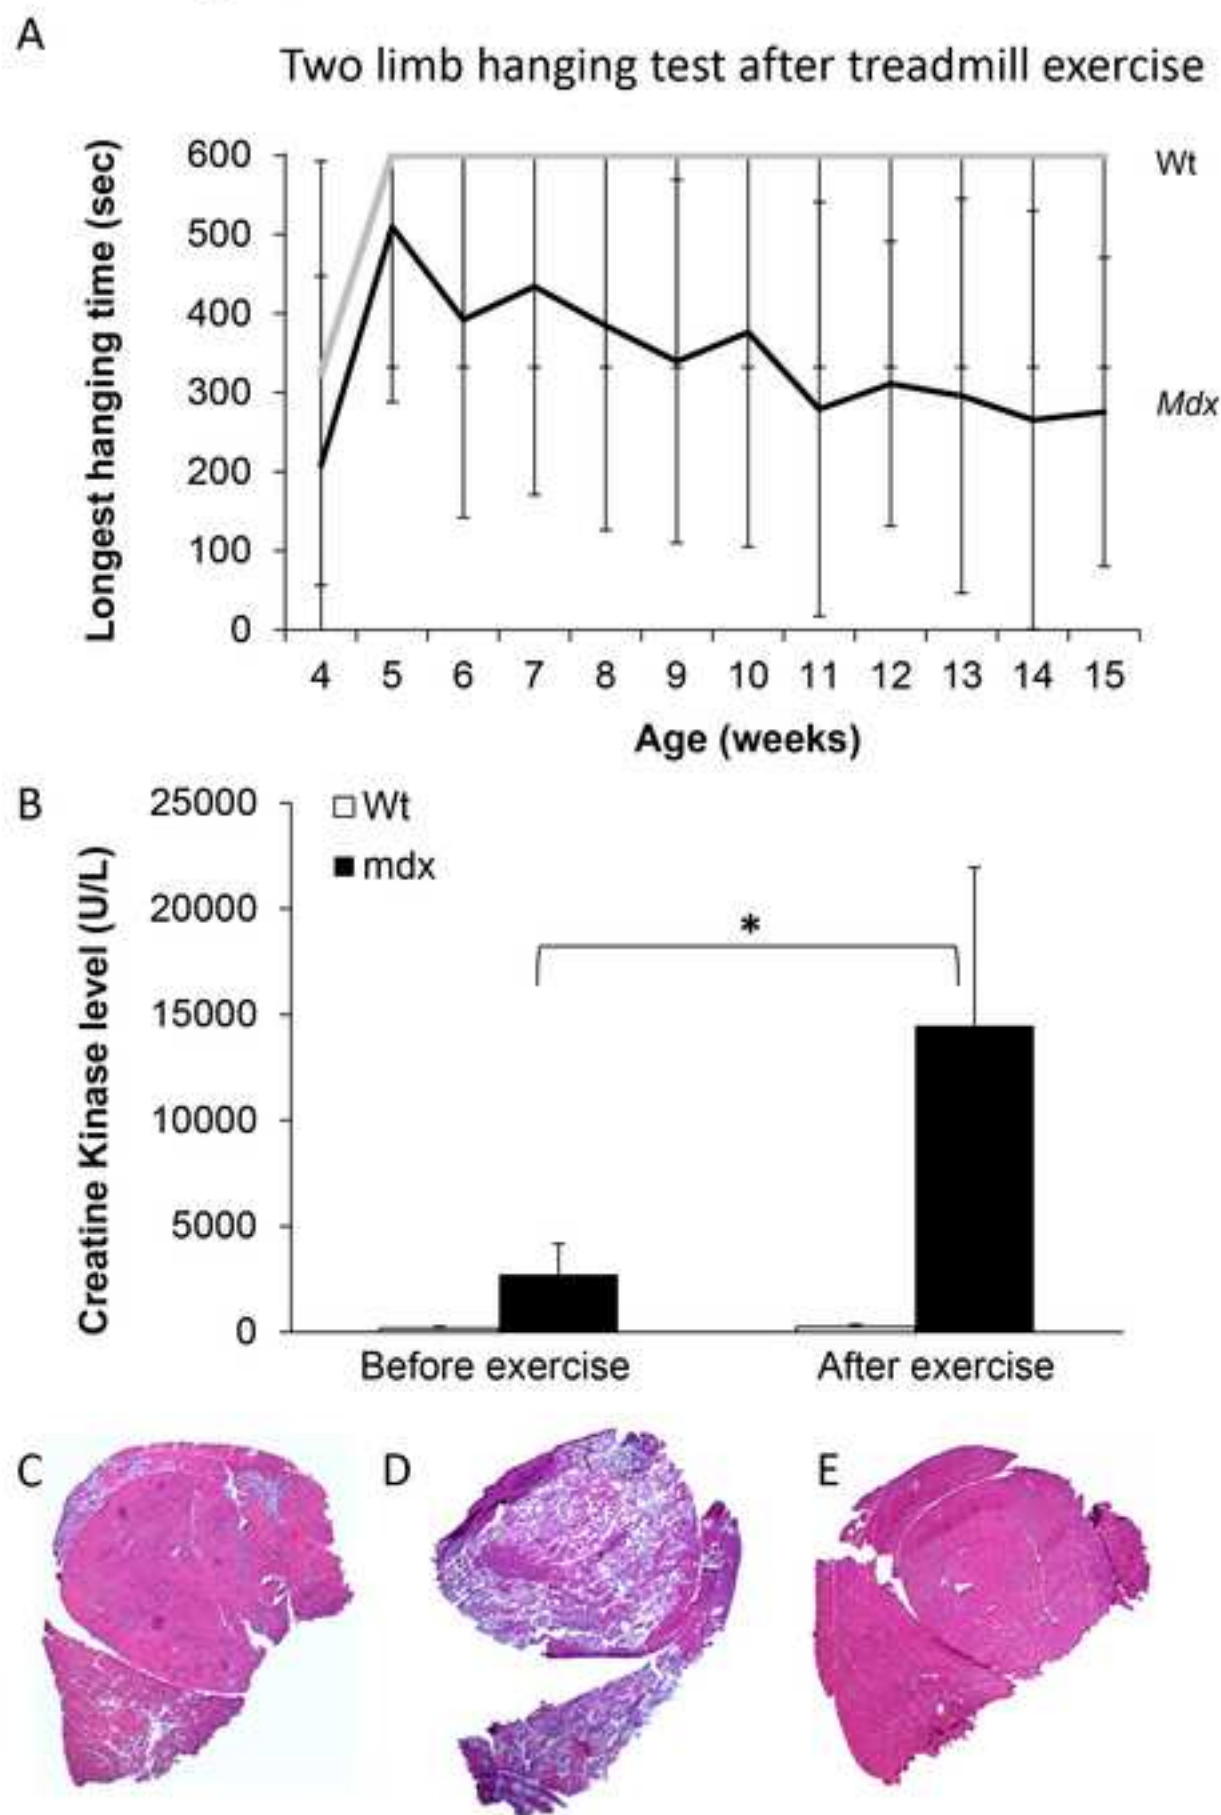 A
Two limb hanging test after treadmill exercise
Longest hanging time (sec)
600
500
400
300
200
100
0
Wt
Mdx
4 5 6 7 8 9 10 11 12 13 14 15
Age (weeks)
B
Creatine Kinase level (U/L)
25000
20000
15000
10000
5000
0
Wt
mdx
*
Before exercise After exercise
C D E